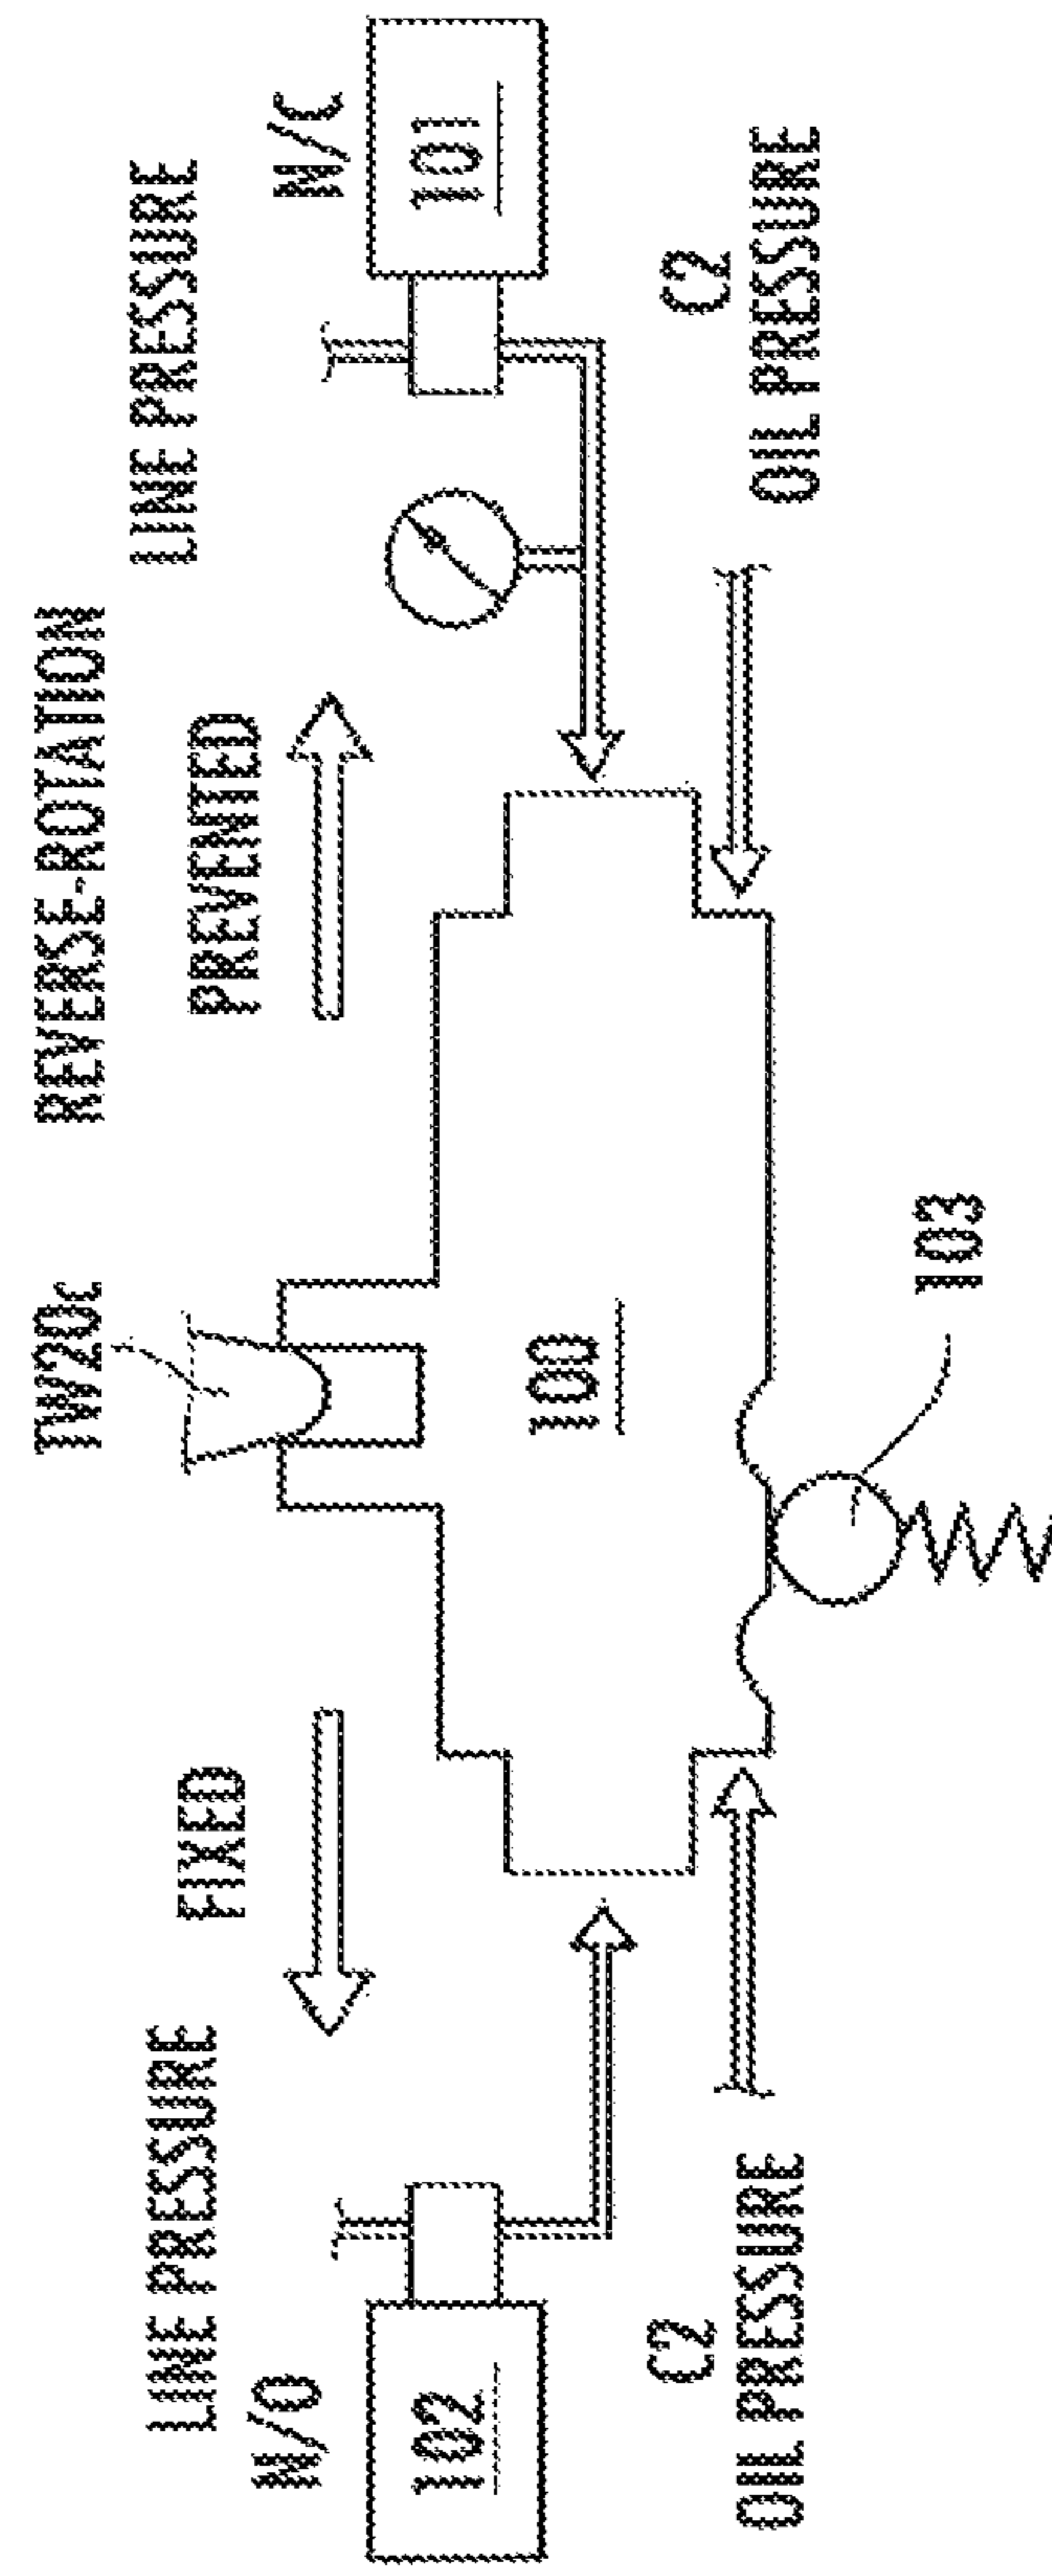 LINE PRESSURE
N/O
102
FIXED
TW20c
REVERSE-ROTATION
PREVENTED
LINE PRESSURE
N/C
101
100
103
C2
OIL PRESSURE
C2
OIL PRESSURE